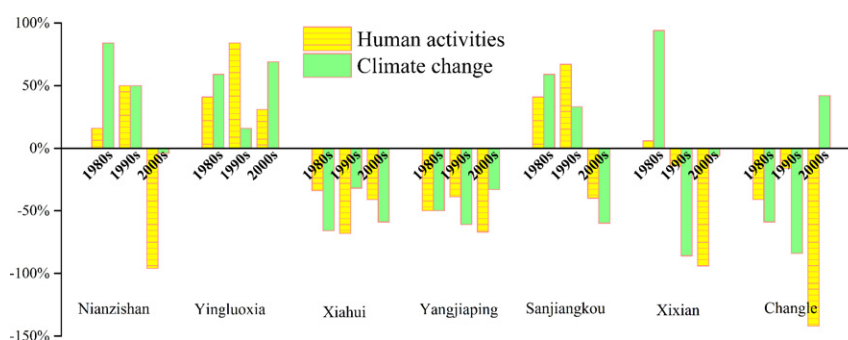 100%
50%
0%
-50%
-100%
-150%
Human activities
Climate change
1980s 1990s 2000s 1980s 1990s 2000s 1980s 1990s 2000s 1980s 1990s 2000s 1980s 1990s 2000s 1980s 1990s 2000s 1980s 1990s 2000s
Nianzishan Yingluoxia Xiahui Yangjiaping Sanjiangkou Xixian Changle